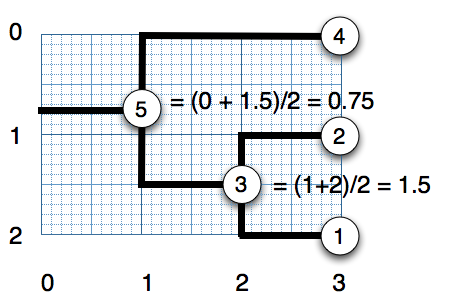 0
4
5 = (0 + 1.5)/2 = 0.75
1
2
3 = (1+2)/2 = 1.5
2
1
0 1 2 3